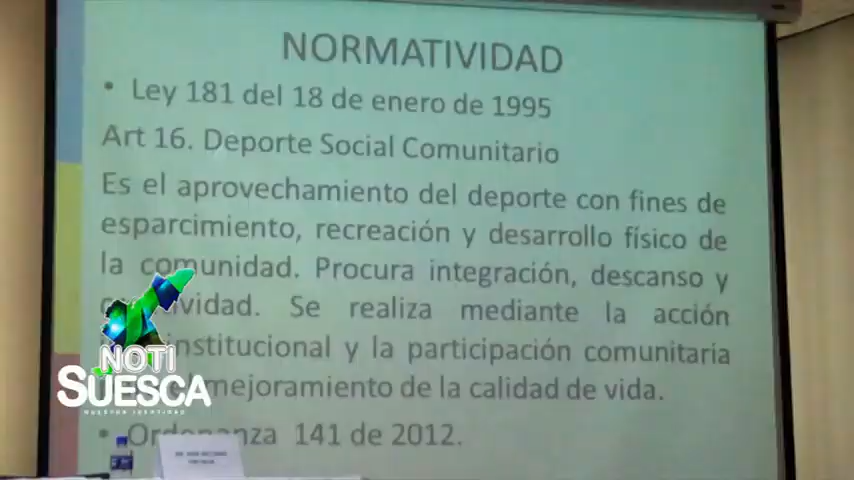 NORMATIVIDAD
• Ley 181 del 18 de enero de 1995
Art 16. Deporte Social Comunitario
Es el aprovechamiento del deporte con fines de
esparcimiento, recreación y desarrollo físico de
la comunidad. Procura integración, descanso y
vidad. Se realiza mediante la acción
institucional y la participación comunitaria
mejoramiento de la calidad de vida.
• Ordenanza 141 de 2012.
NOTI
SUESCA
NUESTRA IDENTIDAD